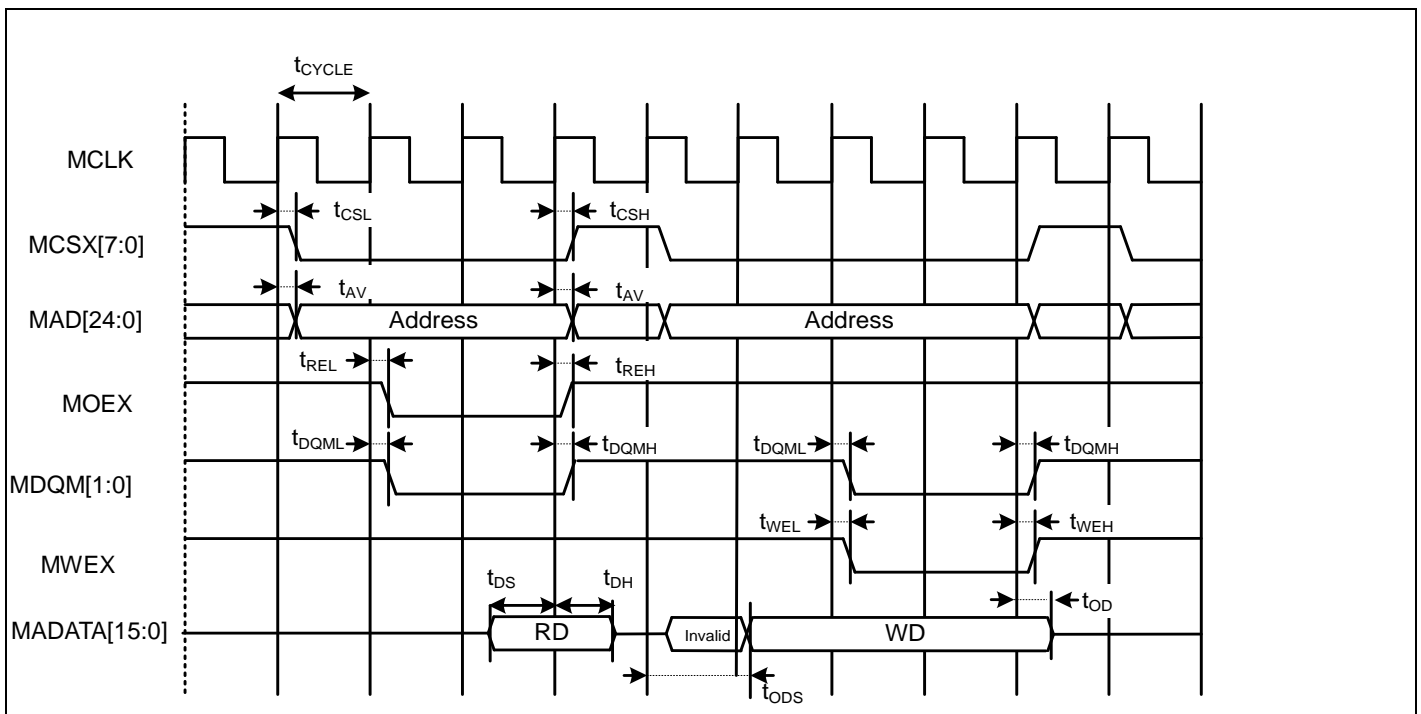 tCYCLE
MCLK
tCSL tCSH
MCSX[7:0]
tAV tAV
MAD[24:0] Address Address
tREL tREH
MOEX
tDQML tDQMH tDQML tDQMH
MDQM[1:0]
tWEL tWEH
MWEX
tDS tDH
tOD
MADATA[15:0] RD Invalid WD
tODS